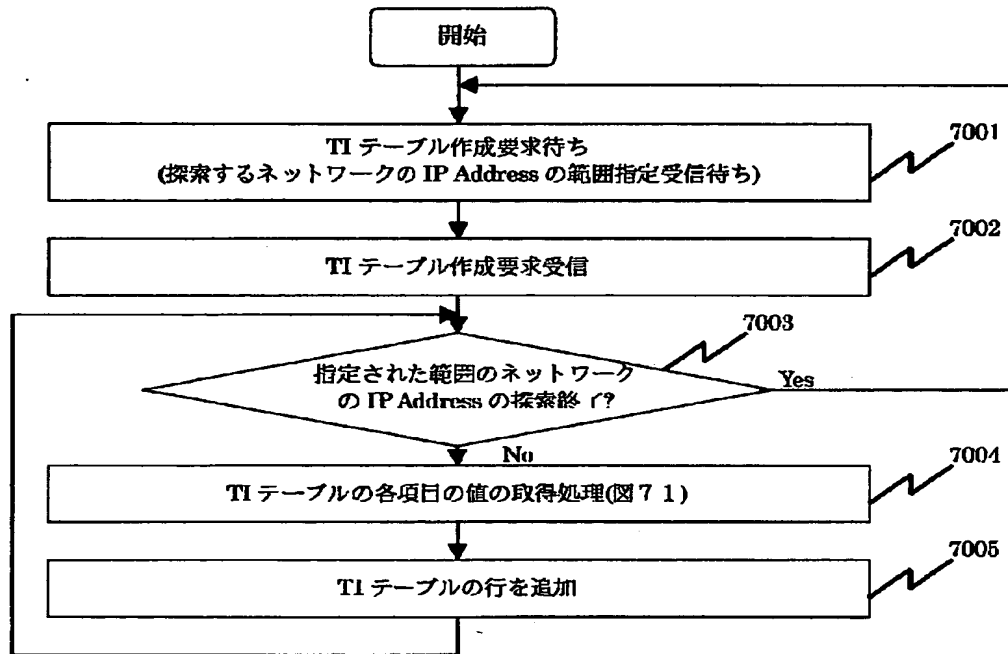 開始
TI テーブル作成要求待ち
(探索するネットワークの IP Address の範囲指定受信待ち)
7001
TI テーブル作成要求受信
7002
指定された範囲のネットワーク
の IP Address の探索終了?
7003
Yes
No
TI テーブルの各項目の値の取得処理(図71)
7004
TI テーブルの行を追加
7005